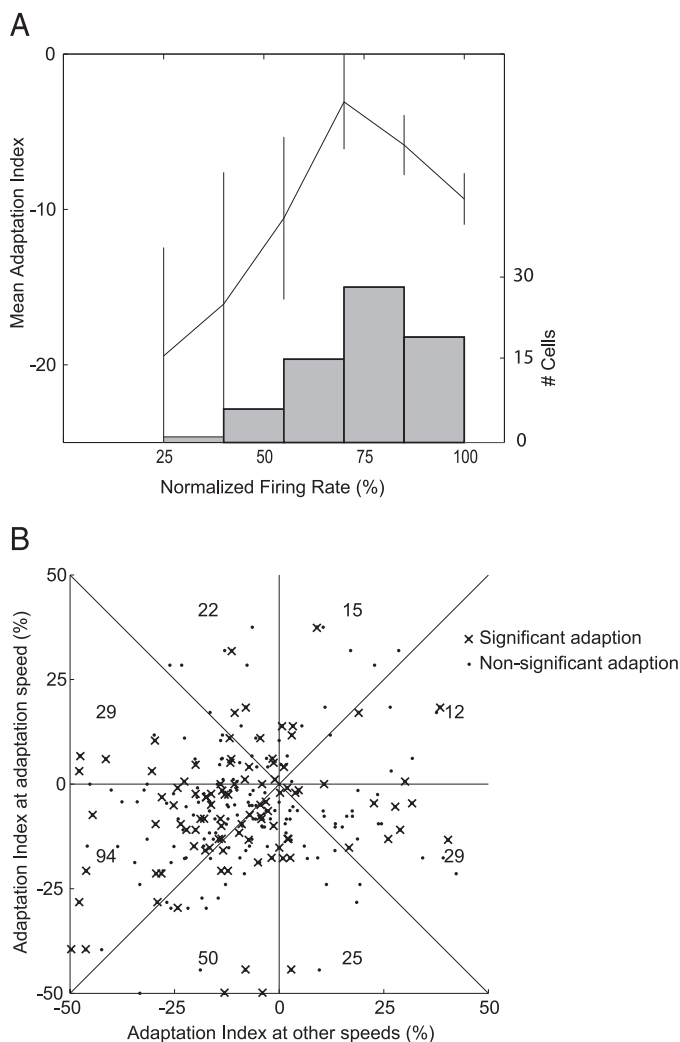 A
0
-10
-20
Mean Adaptation Index
30
15
0
# Cells
25 50 75 100
Normalized Firing Rate (%)
B
50
25
0
-25
-50
Adaptation Index at adaptation speed (%)
22 15
29 12
94 29
50 25
× Significant adaption
• Non-significant adaption
-50 -25 0 25 50
Adaptation Index at other speeds (%)